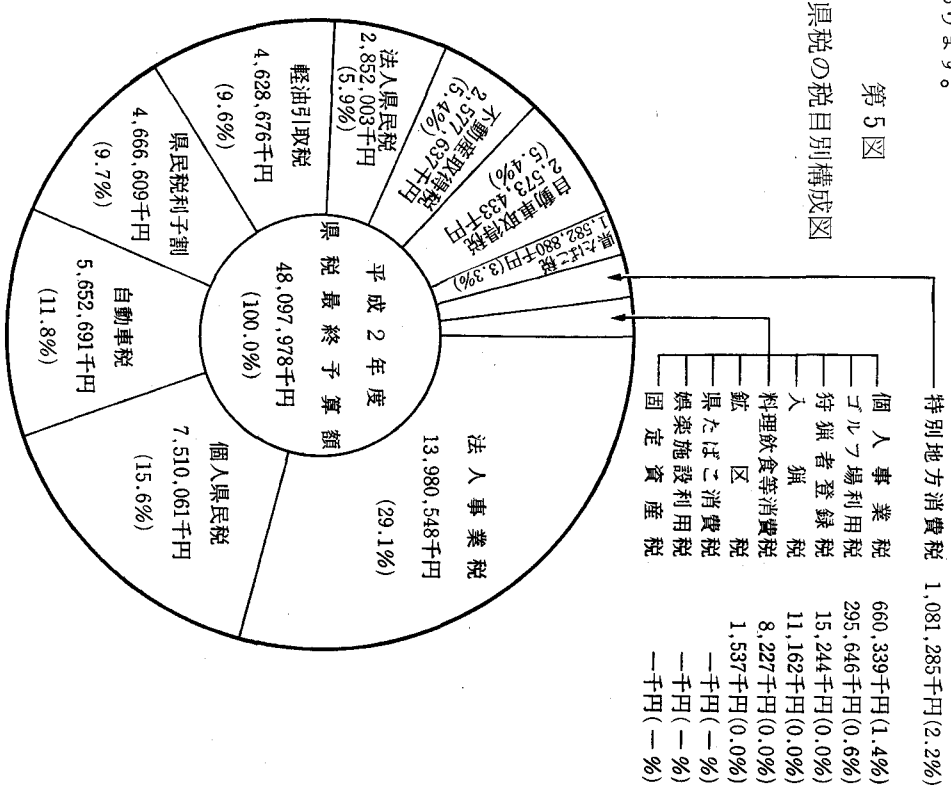 ります。
第5図
県税の税目別構成図
平成2年度
県税最終予算額
48,097,978千円
(100.0%)
法人事業税
13,980,548千円
(29.1%)
個人県民税
7,510,061千円
(15.6%)
自動車税
5,652,691千円
(11.8%)
県民税利子割
4,666,609千円
(9.7%)
軽油引取税
4,628,676千円
(9.6%)
法人県民税
2,852,003千円
(5.9%)
不動産取得税
2,577,637千円
(5.4%)
自動車取得税
2,573,433千円
(5.4%)
県たばこ税
1,582,880千円(3.3%)
特別地方消費税 1,081,285千円(2.2%)
個人事業税 660,339千円(1.4%)
ゴルフ場利用税 295,646千円(0.6%)
狩猟者登録税 15,244千円(0.0%)
入猟税 11,162千円(0.0%)
料理飲食等消費税 8,227千円(0.0%)
鉱区税 1,537千円(0.0%)
県たばこ消費税 ―千円(―%)
娯楽施設利用税 ―千円(―%)
固定資産税 ―千円(―%)